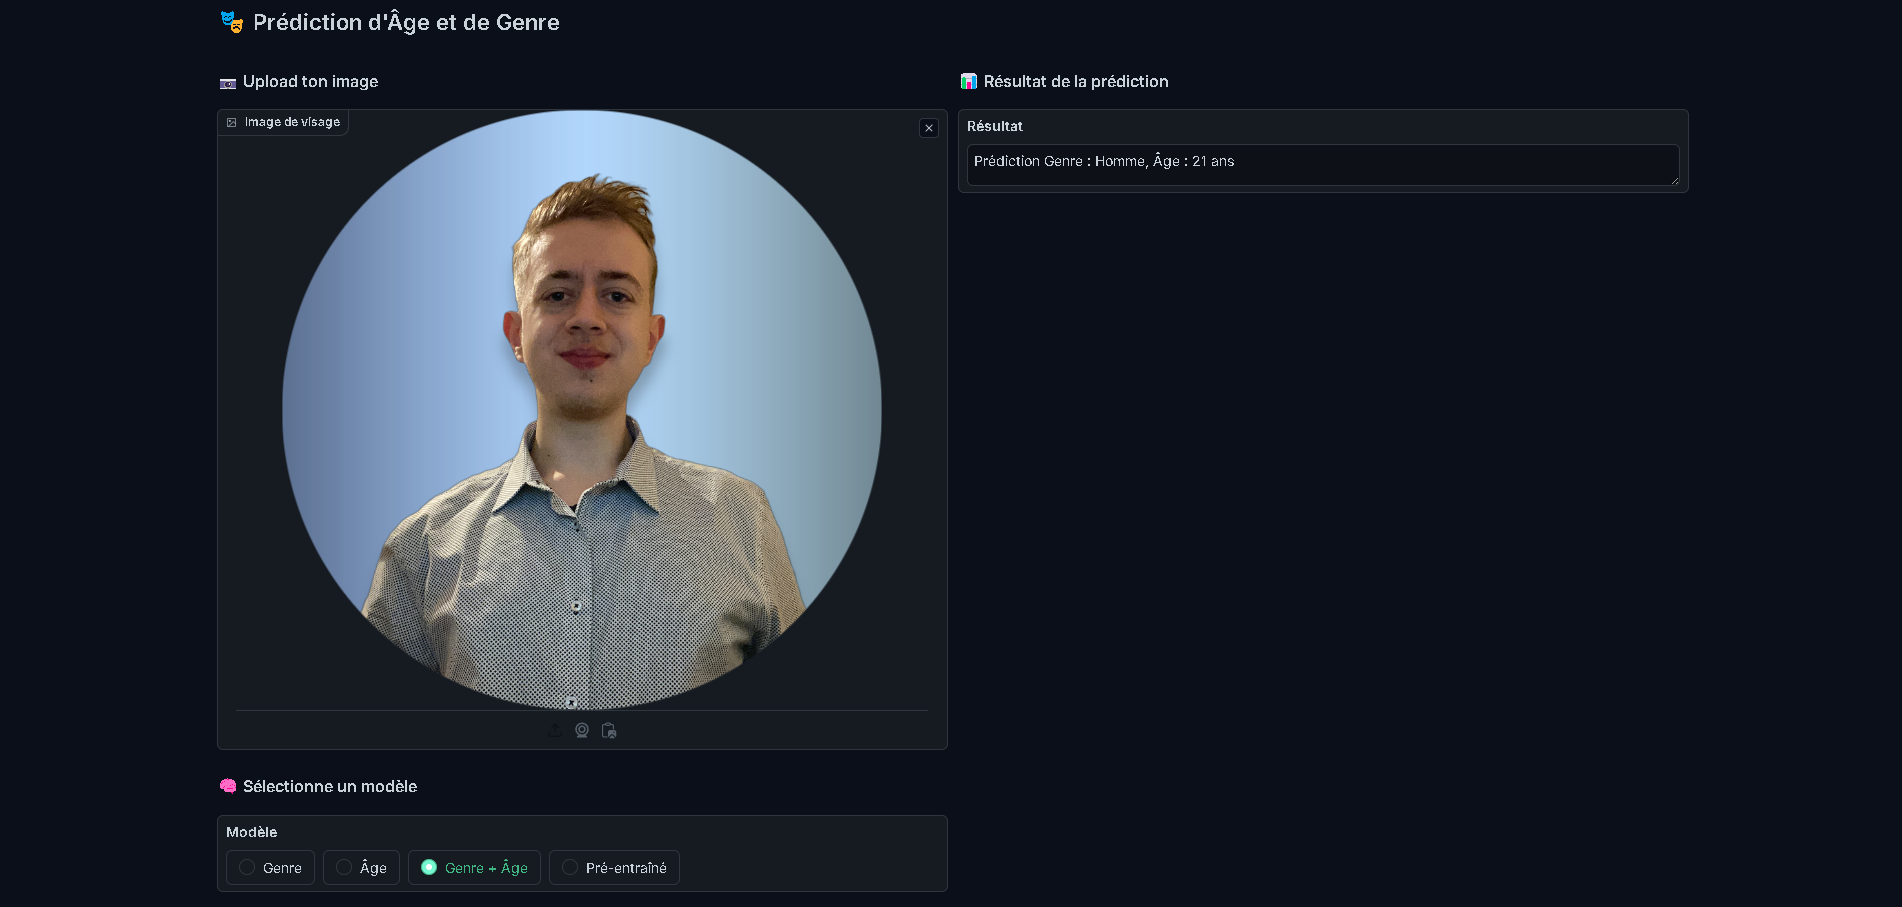 Prédiction d'Âge et de Genre
Upload ton image
Image de visage
Sélectionne un modèle
Modèle
Genre
Âge
Genre + Âge
Pré-entraîné
Résultat de la prédiction
Résultat
Prédiction Genre : Homme, Âge : 21 ans